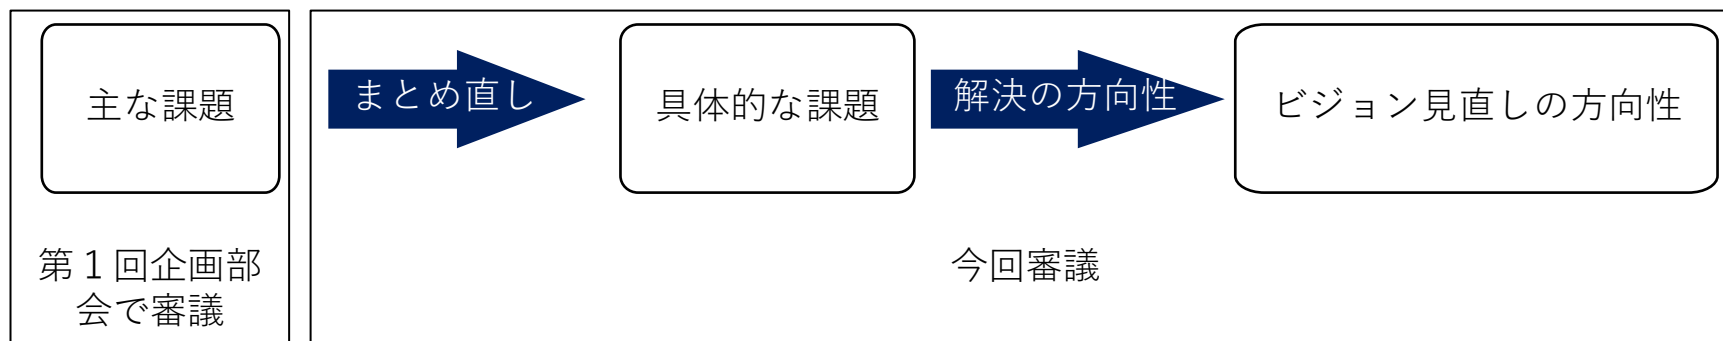 主な課題
まとめ直し
具体的な課題
解決の方向性
ビジョン見直しの方向性
第１回企画部
会で審議
今回審議